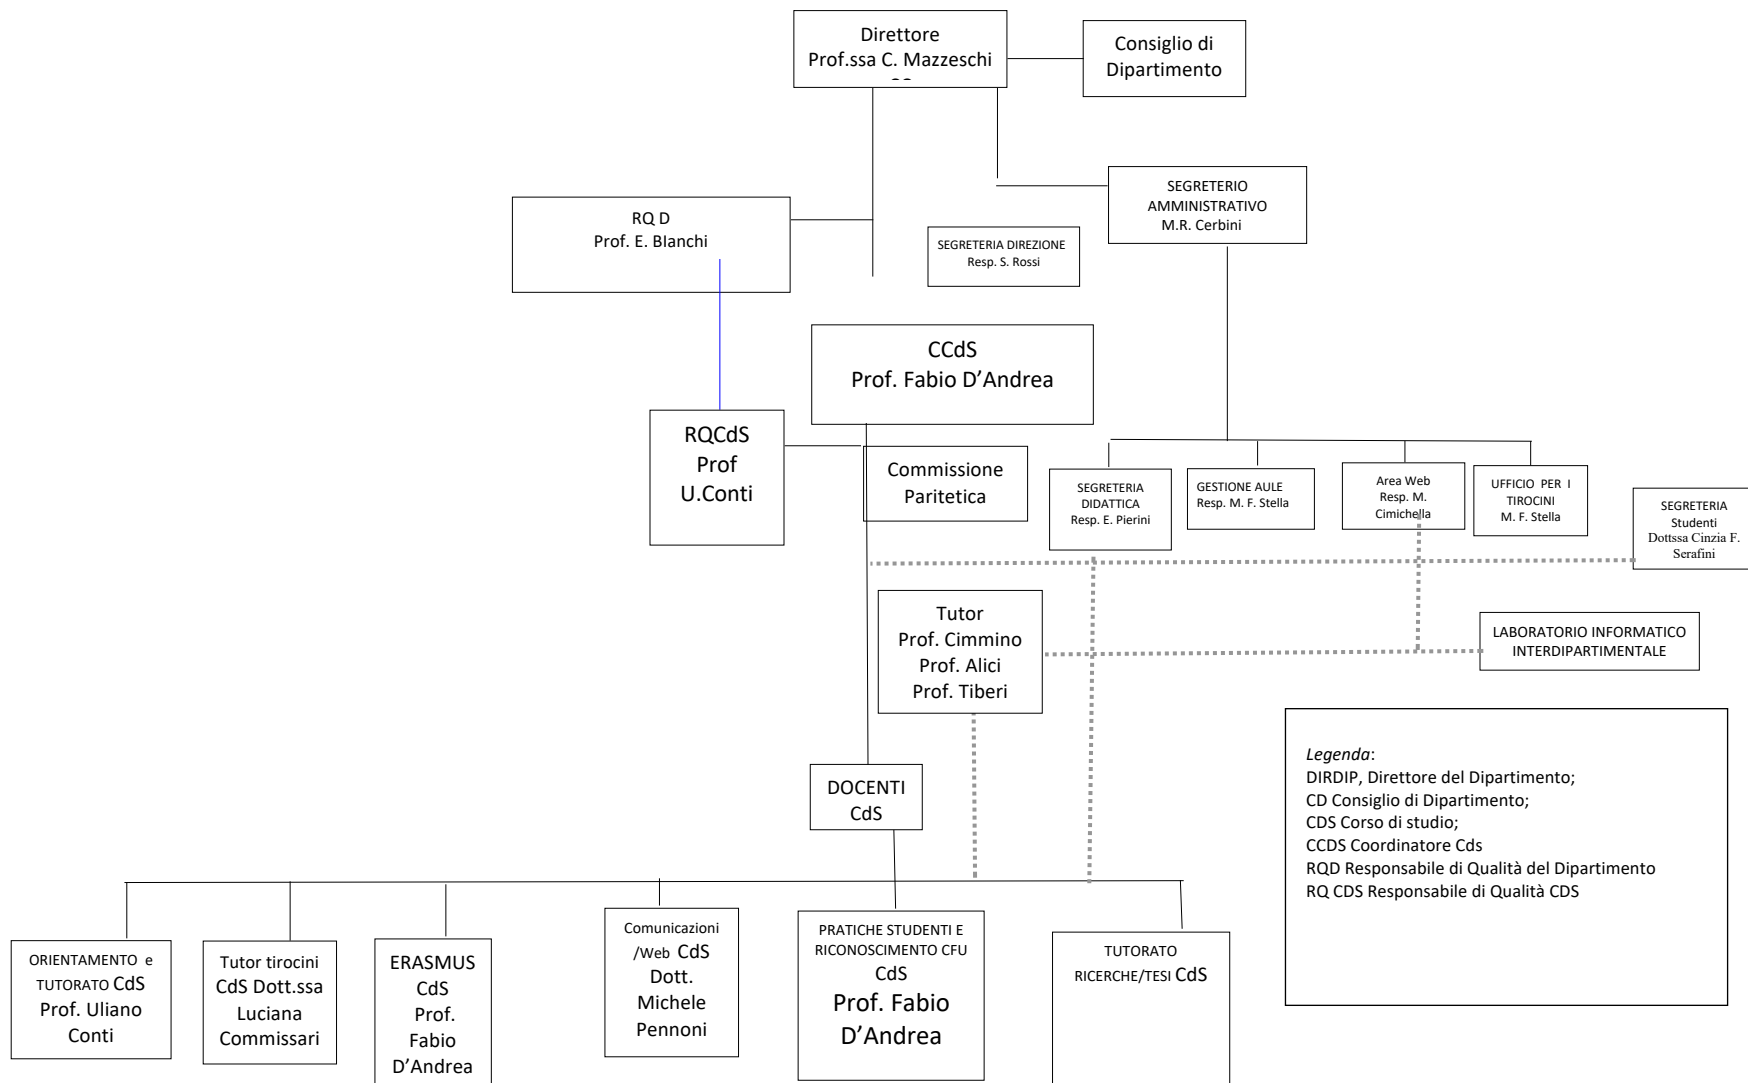 Direttore
Prof.ssa C. Mazzeschi
Consiglio di
Dipartimento
SEGRETERIO
AMMINISTRATIVO
M.R. Cerbini
RQ D
Prof. E. BIanchi
SEGRETERIA DIREZIONE
Resp. S. Rossi
CCdS
Prof. Fabio D'Andrea
RQCdS
Prof
U.Conti
Commissione
Paritetica
SEGRETERIA
DIDATTICA
Resp. E. Pierini
GESTIONE AULE
Resp. M. F. Stella
Area Web
Resp. M.
Cimichella
UFFICIO PER I
TIROCINI
M. F. Stella
SEGRETERIA
Studenti
Dottssa Cinzia F.
Serafini
Tutor
Prof. Cimmino
Prof. Alici
Prof. Tiberi
LABORATORIO INFORMATICO
INTERDIPARTIMENTALE
DOCENTI
CdS
Legenda:
DIRDIP, Direttore del Dipartimento;
CD Consiglio di Dipartimento;
CDS Corso di studio;
CCDS Coordinatore Cds
RQD Responsabile di Qualità del Dipartimento
RQ CDS Responsabile di Qualità CDS
ORIENTAMENTO e
TUTORATO CdS
Prof. Uliano
Conti
Tutor tirocini
CdS Dott.ssa
Luciana
Commissari
ERASMUS
CdS
Prof.
Fabio
D'Andrea
Comunicazioni
/Web CdS
Dott.
Michele
Pennoni
PRATICHE STUDENTI E
RICONOSCIMENTO CFU
CdS
Prof. Fabio
D'Andrea
TUTORATO
RICERCHE/TESI CdS